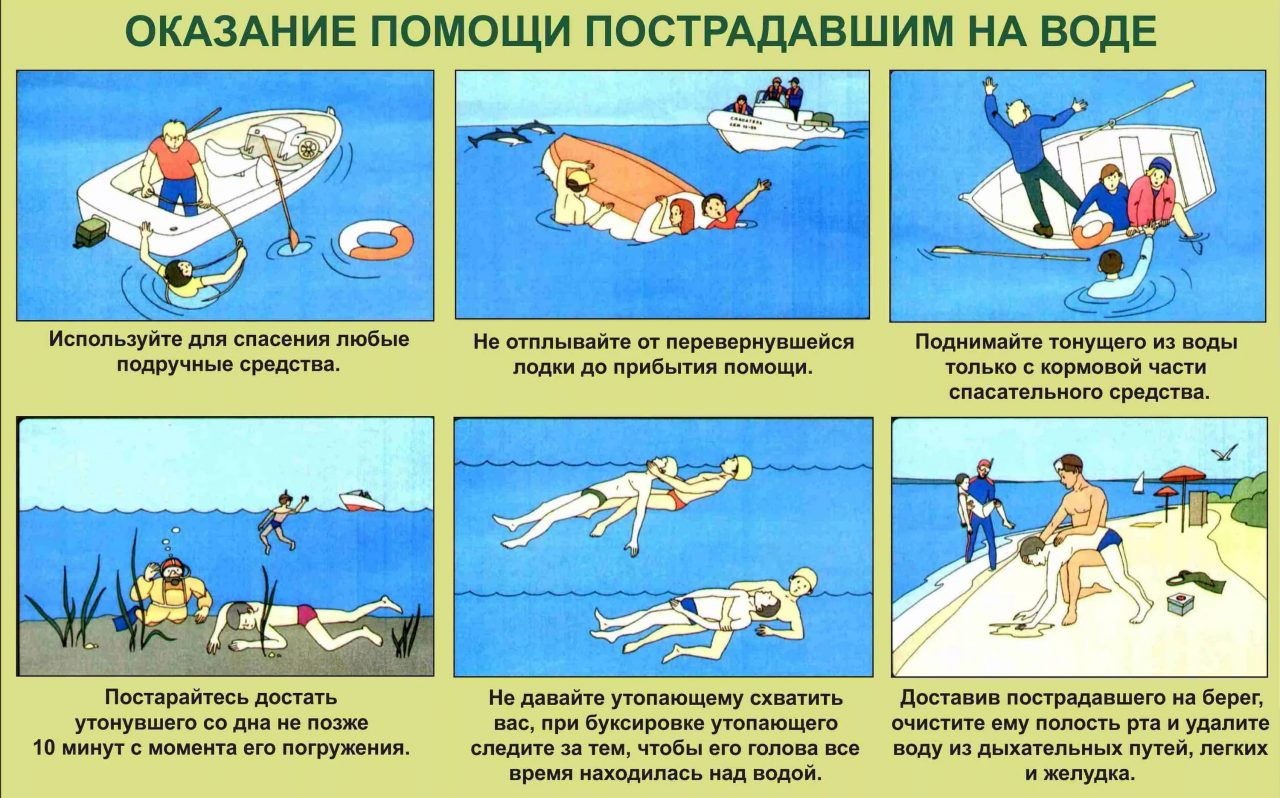 ОКАЗАНИЕ ПОМОЩИ ПОСТРАДАВШИМ НА ВОДЕ
СПАСАТЕЛЬ
Используйте для спасения любые
подручные средства.
Не отплывайте от перевернувшейся
лодки до прибытия помощи.
Поднимайте тонущего из воды
только с кормовой части
спасательного средства.
Постарайтесь достать
утонувшего со дна не позже
10 минут с момента его погружения.
Не давайте утопающему схватить
вас, при буксировке утопающего
следите за тем, чтобы его голова все
время находилась над водой.
Доставив пострадавшего на берег,
очистите ему полость рта и удалите
воду из дыхательных путей, легких
и желудка.